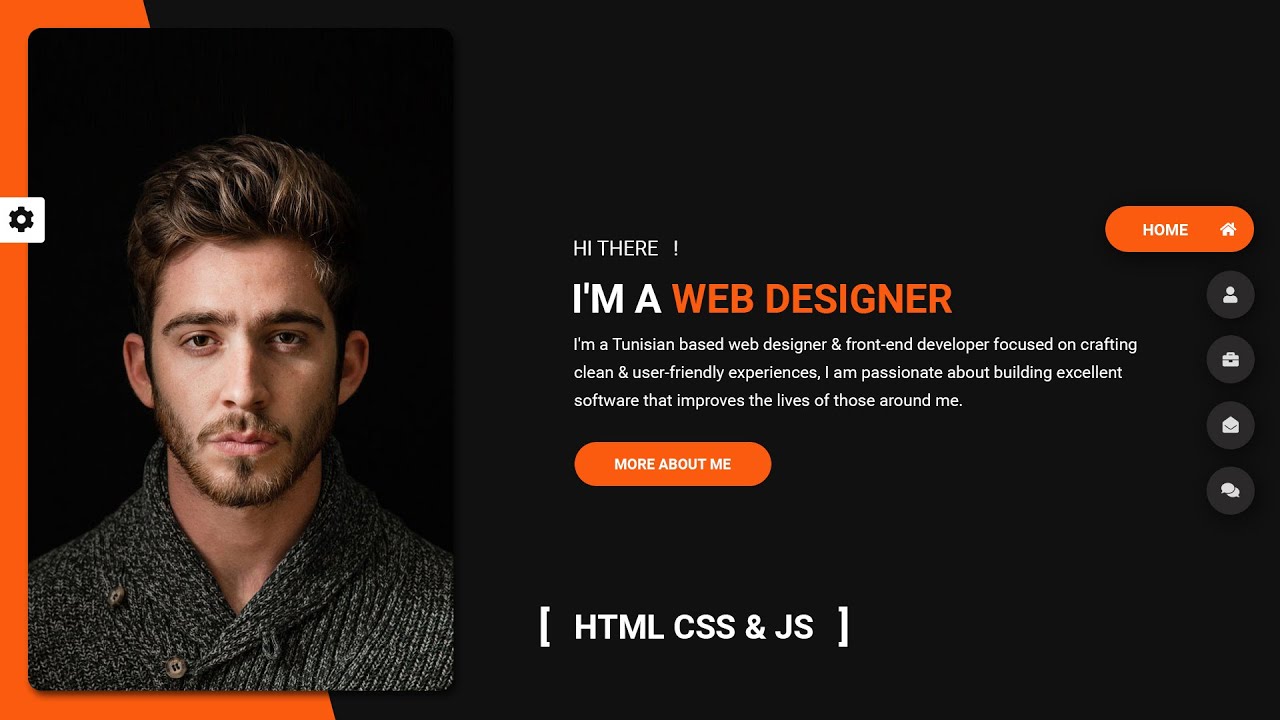 HI THERE !
I'M A WEB DESIGNER
I'm a Tunisian based web designer & front-end developer focused on crafting
clean & user-friendly experiences, I am passionate about building excellent
software that improves the lives of those around me.
MORE ABOUT ME
HOME
[ HTML CSS & JS ]